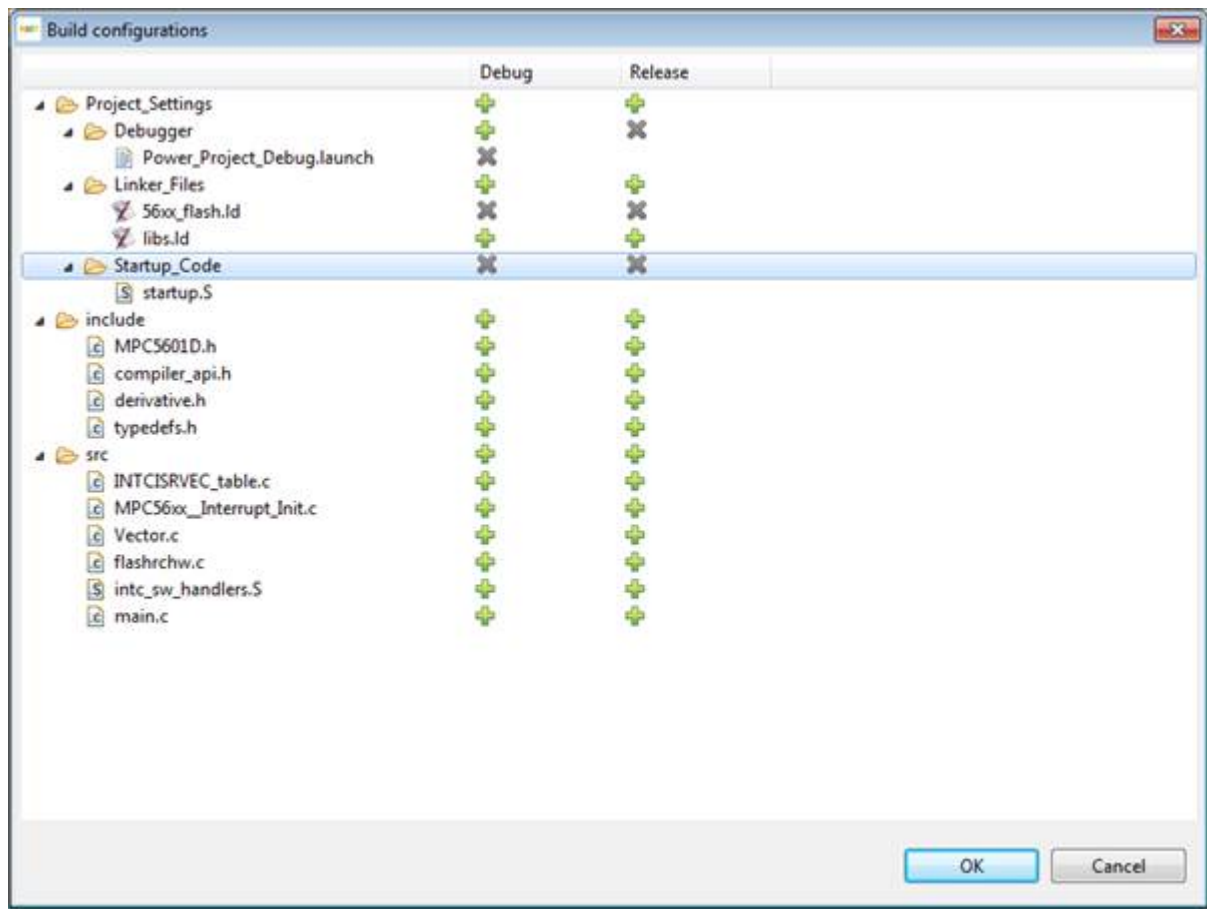 Build configurations
Debug Release
Project_Settings
Debugger
Power_Project_Debug.launch
Linker_Files
56xx_flash.ld
libs.ld
Startup_Code
startup.S
include
MPC5601D.h
compiler_api.h
derivative.h
typedefs.h
src
INTCISRVEC_table.c
MPC56xx__Interrupt_Init.c
Vector.c
flashrchw.c
intc_sw_handlers.S
main.c
OK Cancel